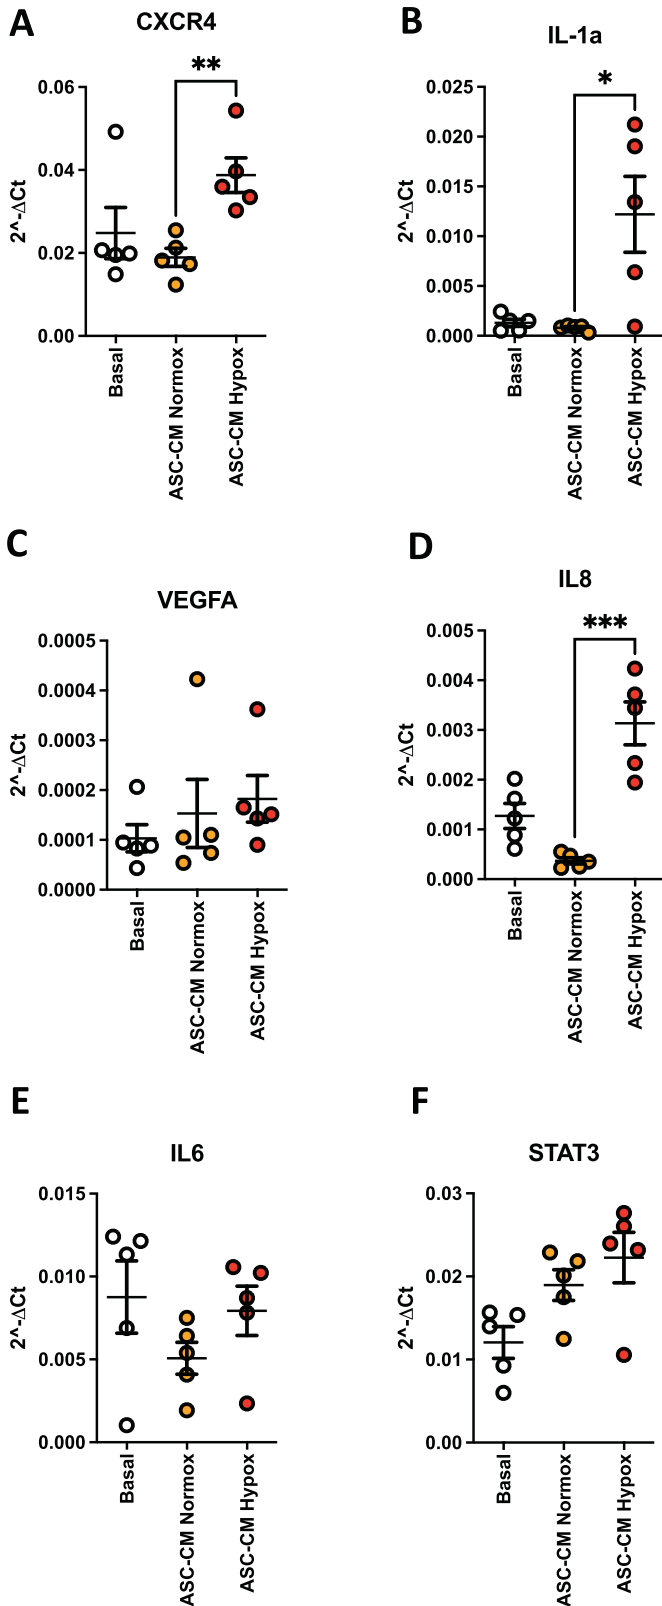 A
CXCR4
**
2^-ΔCt
0.06
0.04
0.02
0.00
Basal
ASC-CM Normox
ASC-CM Hypox
B
IL-1a
*
2^-ΔCt
0.025
0.020
0.015
0.010
0.005
0.000
Basal
ASC-CM Normox
ASC-CM Hypox
C
VEGFA
2^-ΔCt
0.0005
0.0004
0.0003
0.0002
0.0001
0.0000
Basal
ASC-CM Normox
ASC-CM Hypox
D
IL8
***
2^-ΔCt
0.005
0.004
0.003
0.002
0.001
0.000
Basal
ASC-CM Normox
ASC-CM Hypox
E
IL6
2^-ΔCt
0.015
0.010
0.005
0.000
Basal
ASC-CM Normox
ASC-CM Hypox
F
STAT3
2^-ΔCt
0.03
0.02
0.01
0.00
Basal
ASC-CM Normox
ASC-CM Hypox